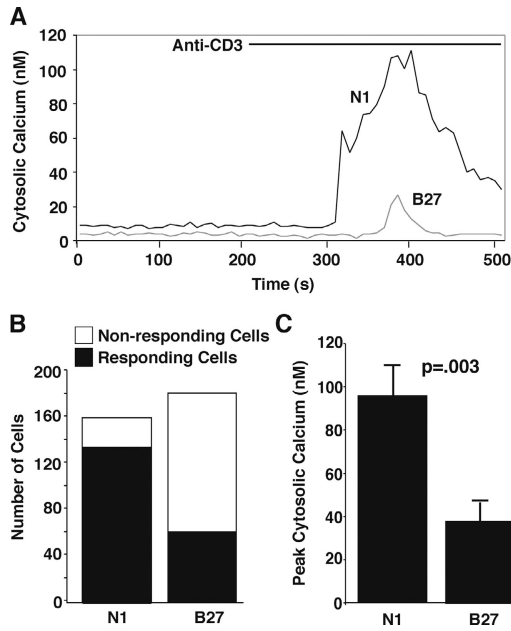 A
120
100
80
60
40
20
0
Cytosolic Calcium (nM)
Anti-CD3
N1
B27
0 100 200 300 400 500
Time (s)
B
Non-responding Cells
Responding Cells
200
160
120
80
40
0
Number of Cells
N1 B27
C
120
100
80
60
40
20
0
Peak Cytosolic Calcium (nM)
p=.003
N1 B27